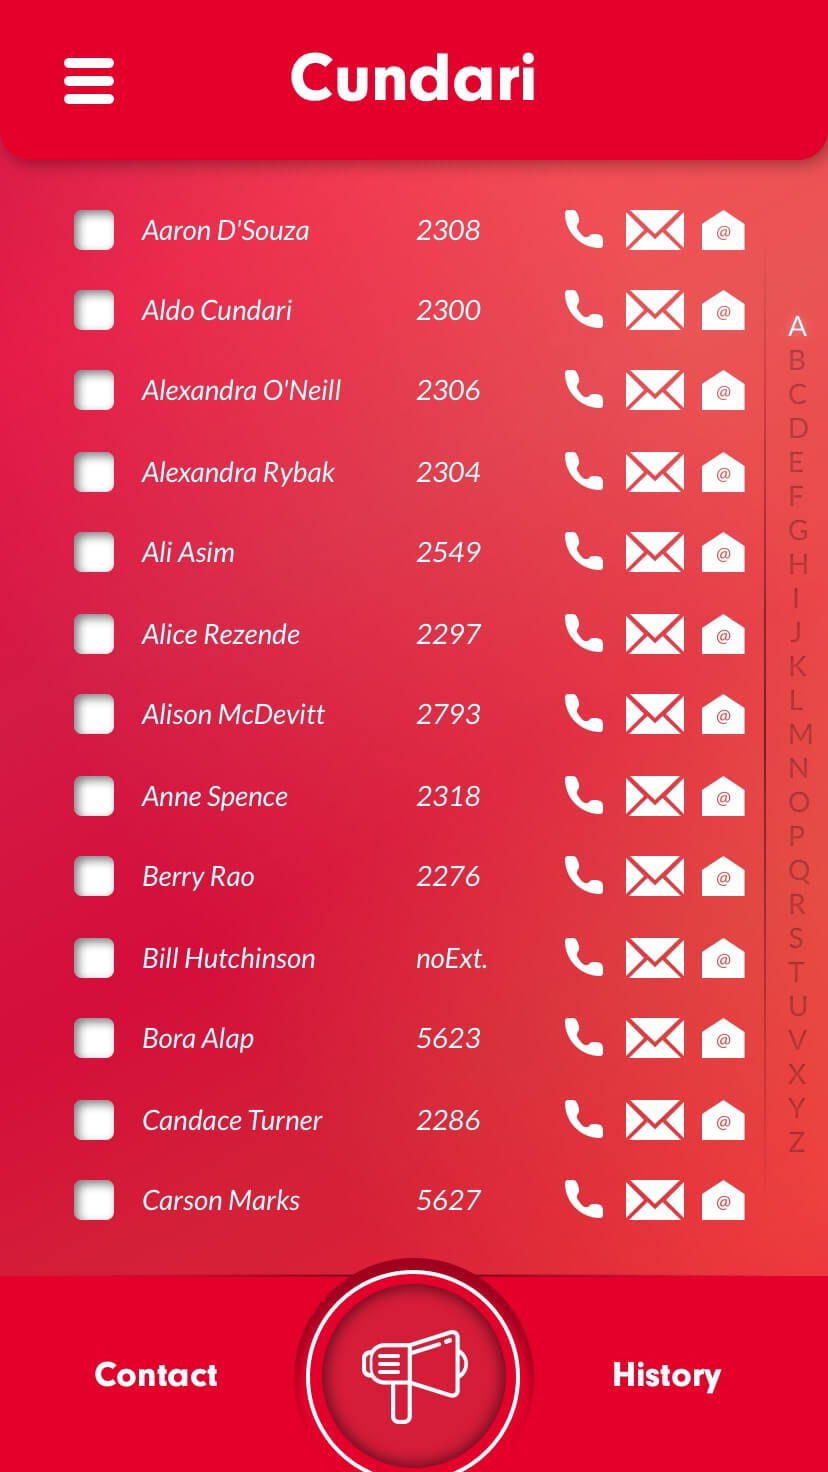 Cundari
Aaron D'Souza 2308 @
Aldo Cundari 2300 @
Alexandra O'Neill 2306 @
Alexandra Rybak 2304 @
Ali Asim 2549 @
Alice Rezende 2297 @
Alison McDevitt 2793 @
Anne Spence 2318 @
Berry Rao 2276 @
Bill Hutchinson noExt. @
Bora Alap 5623 @
Candace Turner 2286 @
Carson Marks 5627 @
A
B
C
D
E
F
G
H
I
J
K
L
M
N
O
P
Q
R
S
T
U
V
X
Y
Z
Contact
History